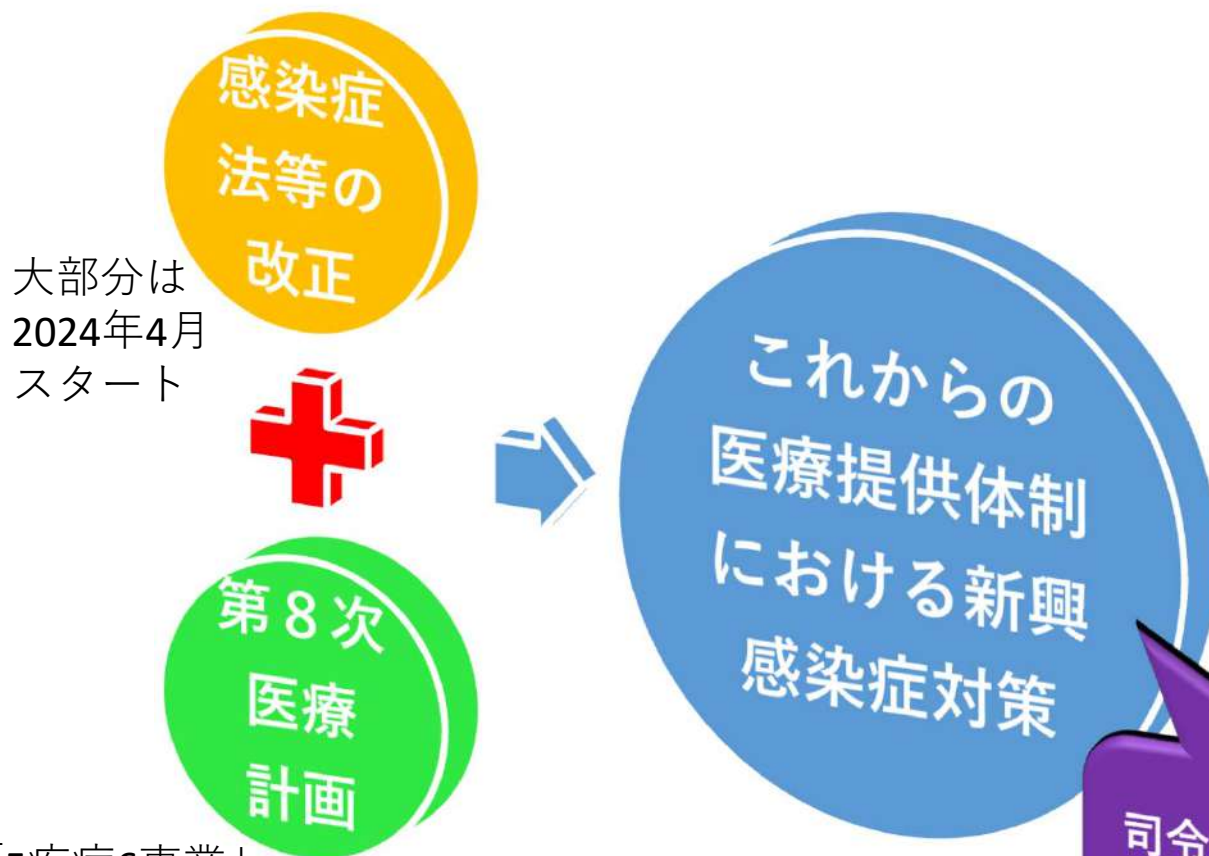 感染症
法等の
改正
大部分は
2024年4月
スタート
第8次
医療
計画
これからの
医療提供体制
における新興
感染症対策
司令